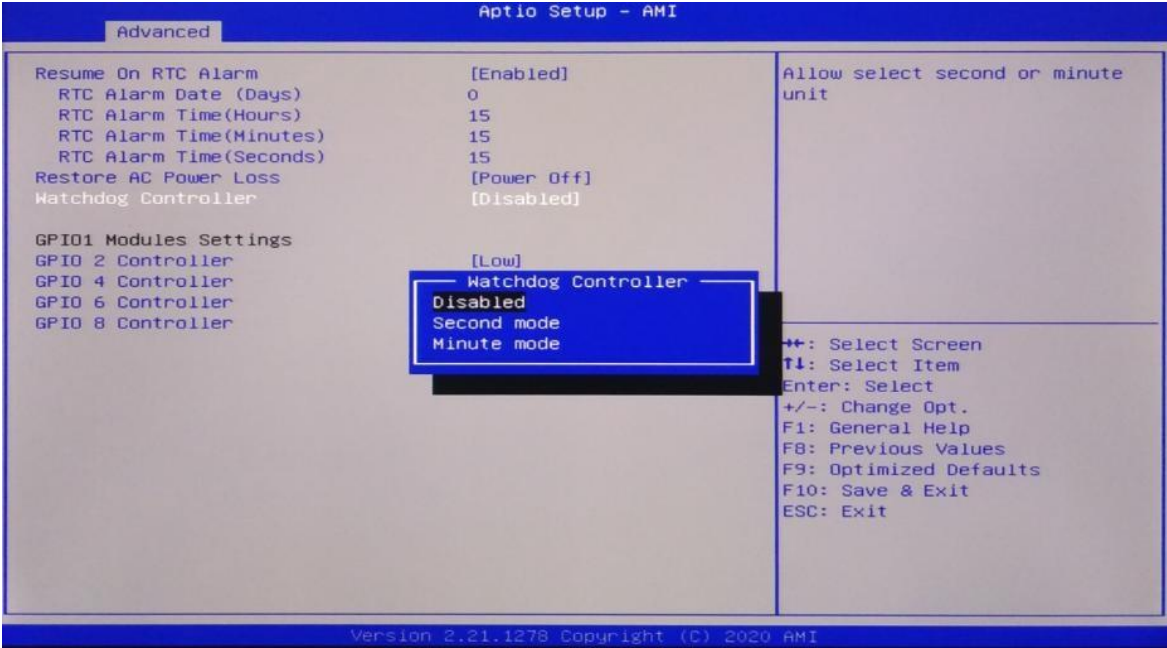 Aptio Setup – AMI
Advanced
Resume On RTC Alarm [Enabled]
RTC Alarm Date (Days) 0
RTC Alarm Time(Hours) 15
RTC Alarm Time(Minutes) 15
RTC Alarm Time(Seconds) 15
Restore AC Power Loss [Power Off]
Watchdog Controller [Disabled]
GPIO1 Modules Settings
GPIO 2 Controller [Low]
GPIO 4 Controller
GPIO 6 Controller
GPIO 8 Controller
Watchdog Controller
Disabled
Second mode
Minute mode
Allow select second or minute
unit
→←: Select Screen
↑↓: Select Item
Enter: Select
+/-: Change Opt.
F1: General Help
F8: Previous Values
F9: Optimized Defaults
F10: Save & Exit
ESC: Exit
Version 2.21.1278 Copyright (C) 2020 AMI